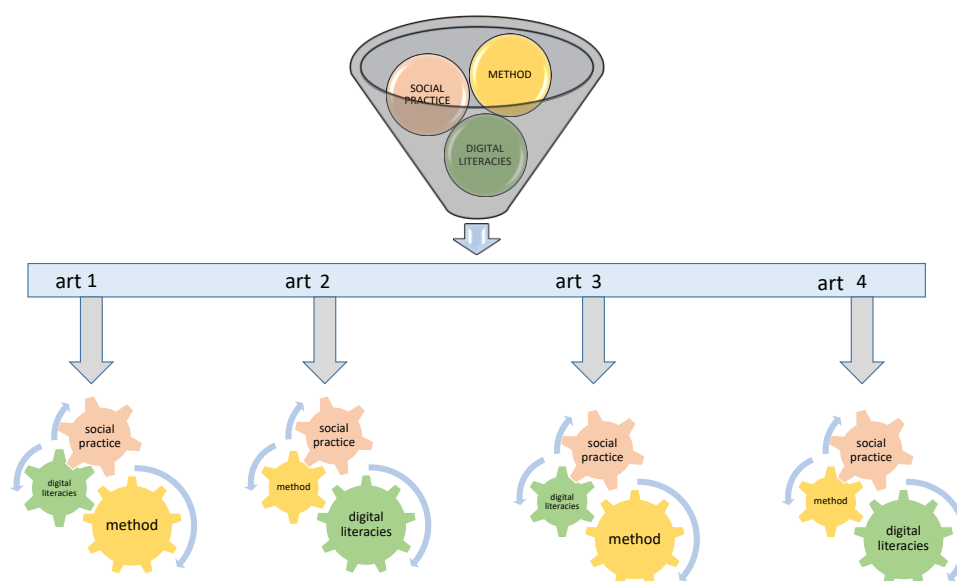 METHOD
SOCIAL
PRACTICE
DIGITAL
LITERACIES
art 1
art 2
art 3
art 4
social
practice
digital
literacies
method
social
practice
method
digital
literacies
social
practice
digital
literacies
method
social
practice
method
digital
literacies